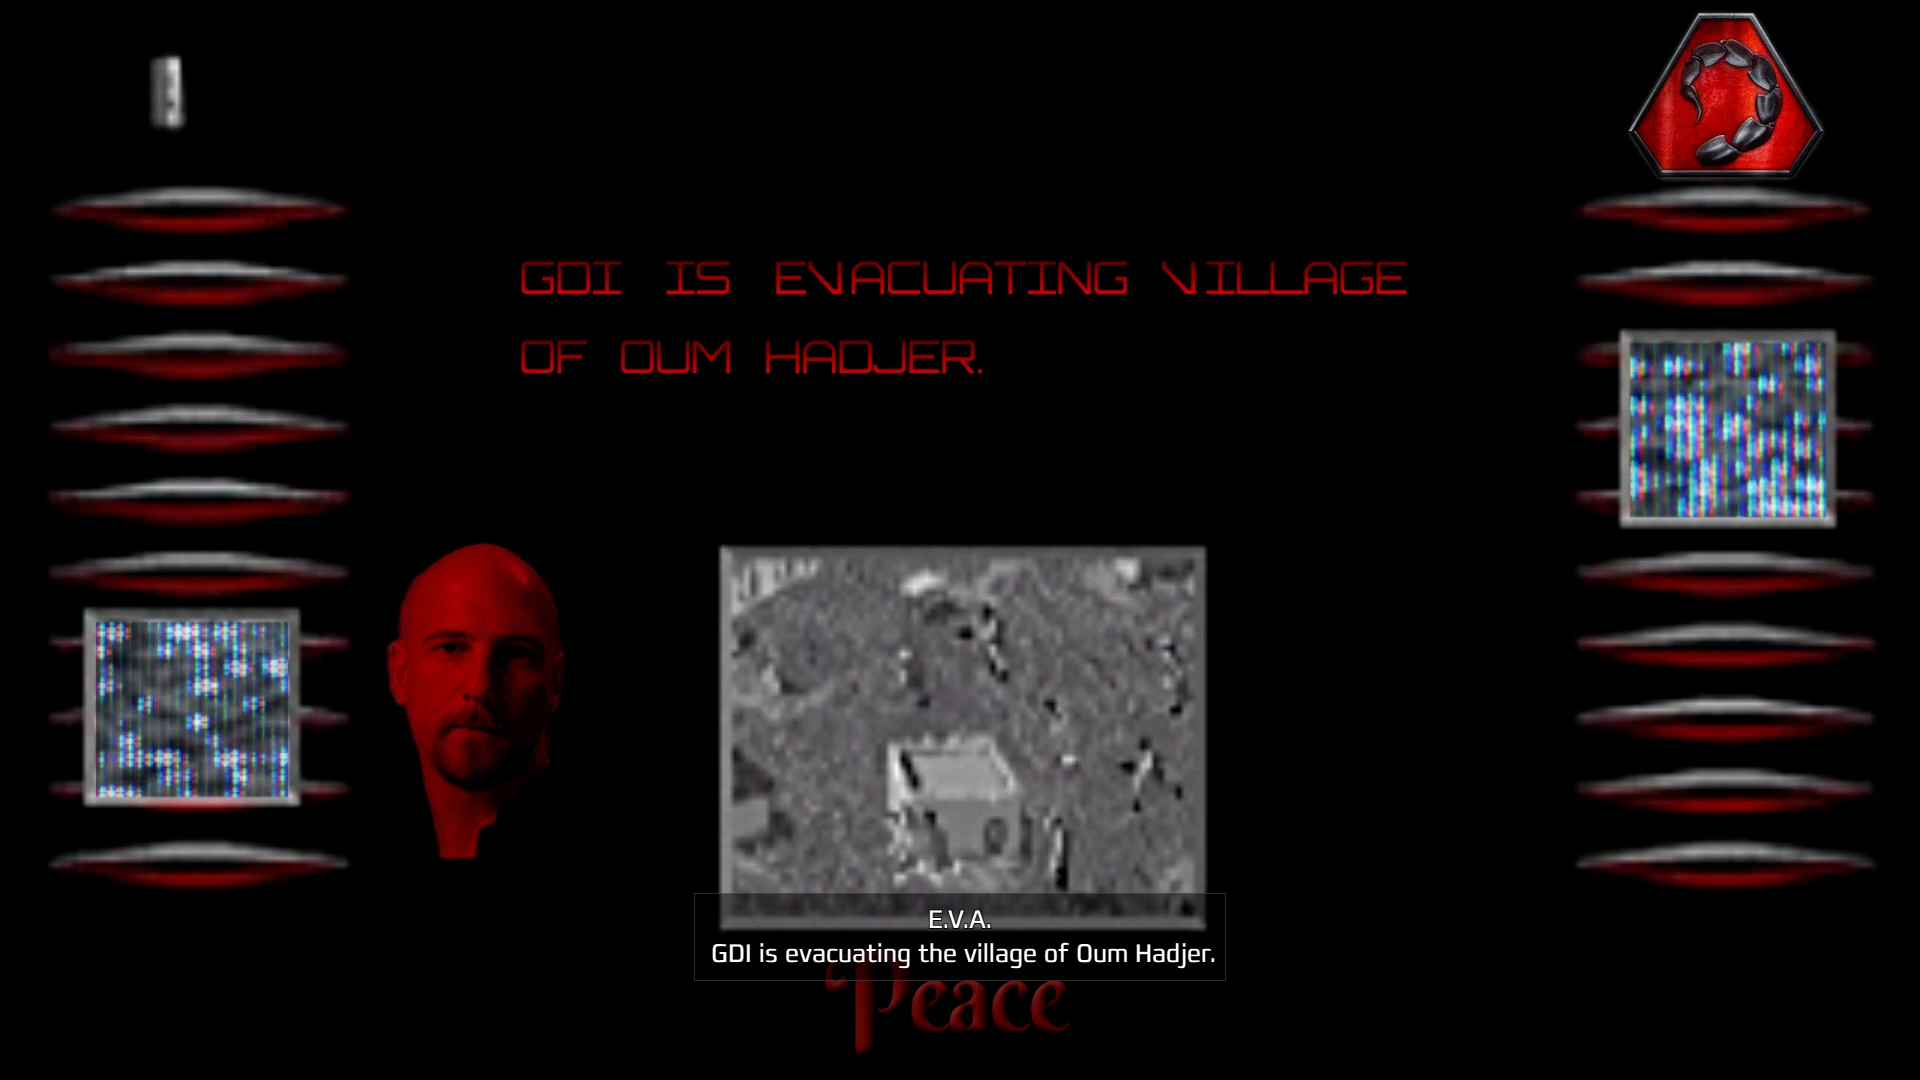 GDI IS EVACUATING VILLAGE
OF OUM HADJER.
E.V.A.
GDI is evacuating the village of Oum Hadjer.
Peace